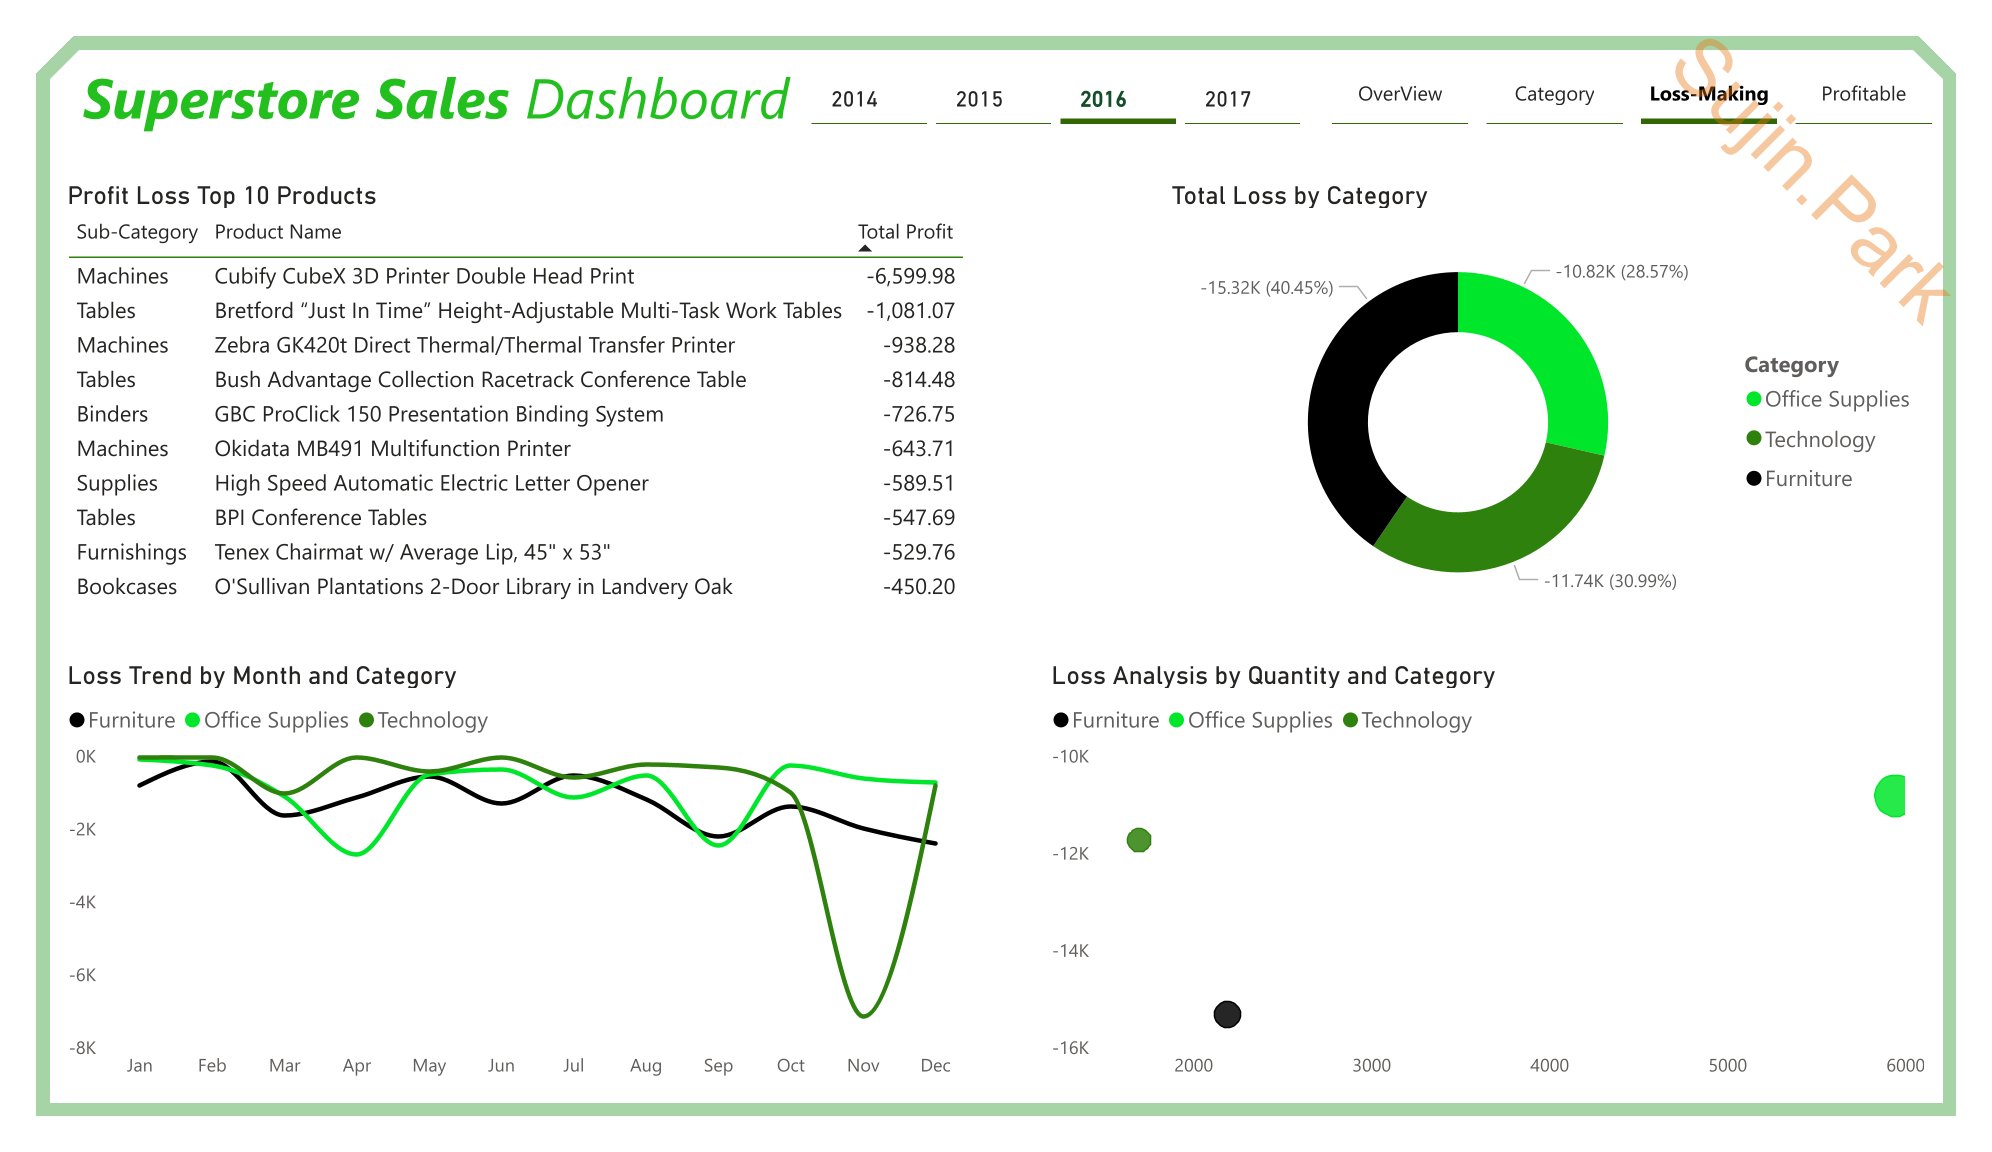 Superstore Sales Dashboard
2014 2015 2016 2017 OverView Category Loss-Making Profitable
Sujin.Park
Profit Loss Top 10 Products
Sub-Category Product Name Total Profit
Machines Cubify CubeX 3D Printer Double Head Print -6,599.98
Tables Bretford “Just In Time” Height-Adjustable Multi-Task Work Tables -1,081.07
Machines Zebra GK420t Direct Thermal/Thermal Transfer Printer -938.28
Tables Bush Advantage Collection Racetrack Conference Table -814.48
Binders GBC ProClick 150 Presentation Binding System -726.75
Machines Okidata MB491 Multifunction Printer -643.71
Supplies High Speed Automatic Electric Letter Opener -589.51
Tables BPI Conference Tables -547.69
Furnishings Tenex Chairmat w/ Average Lip, 45" x 53" -529.76
Bookcases O'Sullivan Plantations 2-Door Library in Landvery Oak -450.20
Total Loss by Category
-15.32K (40.45%)
-10.82K (28.57%)
-11.74K (30.99%)
Category
Office Supplies
Technology
Furniture
Loss Trend by Month and Category
Furniture Office Supplies Technology
0K
-2K
-4K
-6K
-8K
Jan Feb Mar Apr May Jun Jul Aug Sep Oct Nov Dec
Loss Analysis by Quantity and Category
Furniture Office Supplies Technology
-10K
-12K
-14K
-16K
2000 3000 4000 5000 6000